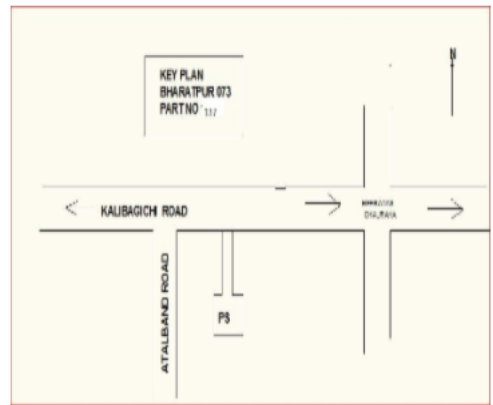 N
KEY PLAN
BHARATPUR 073
PART NO
KALIBAGICHI ROAD
ATALBAND ROAD
PS